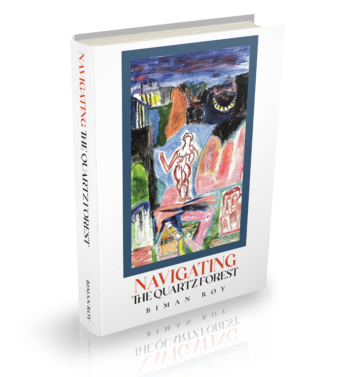 NAVIGATING THE QUARTZ FOREST
BIMAN ROY
NAVIGATING
THE QUARTZ FOREST
BIMAN ROY